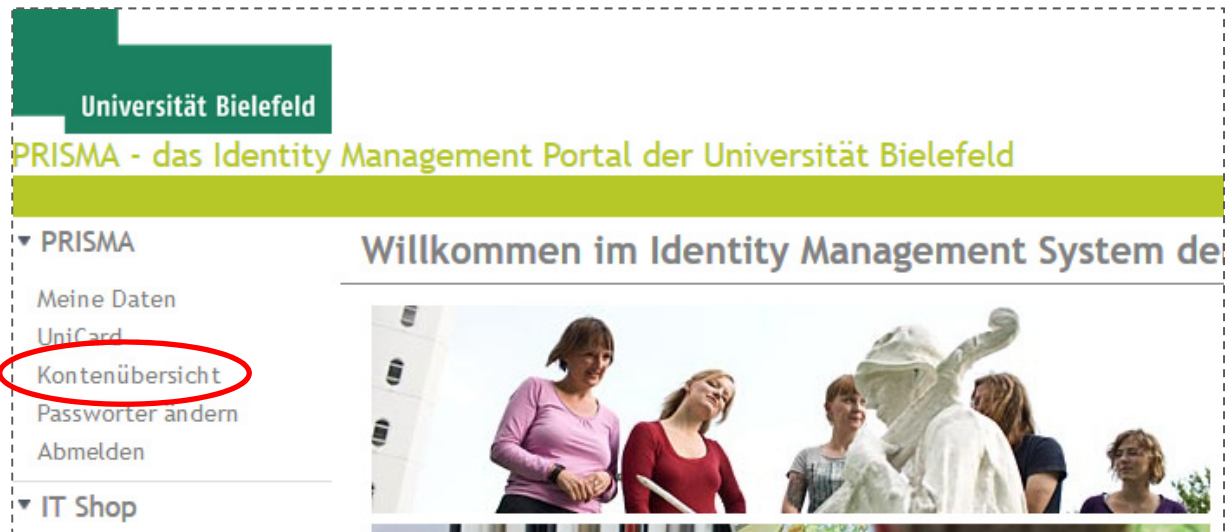 Universität Bielefeld
PRISMA - das Identity Management Portal der Universität Bielefeld
PRISMA
Meine Daten
UniCard
Kontenübersicht
Passwörter ändern
Abmelden
IT Shop
Willkommen im Identity Management System de